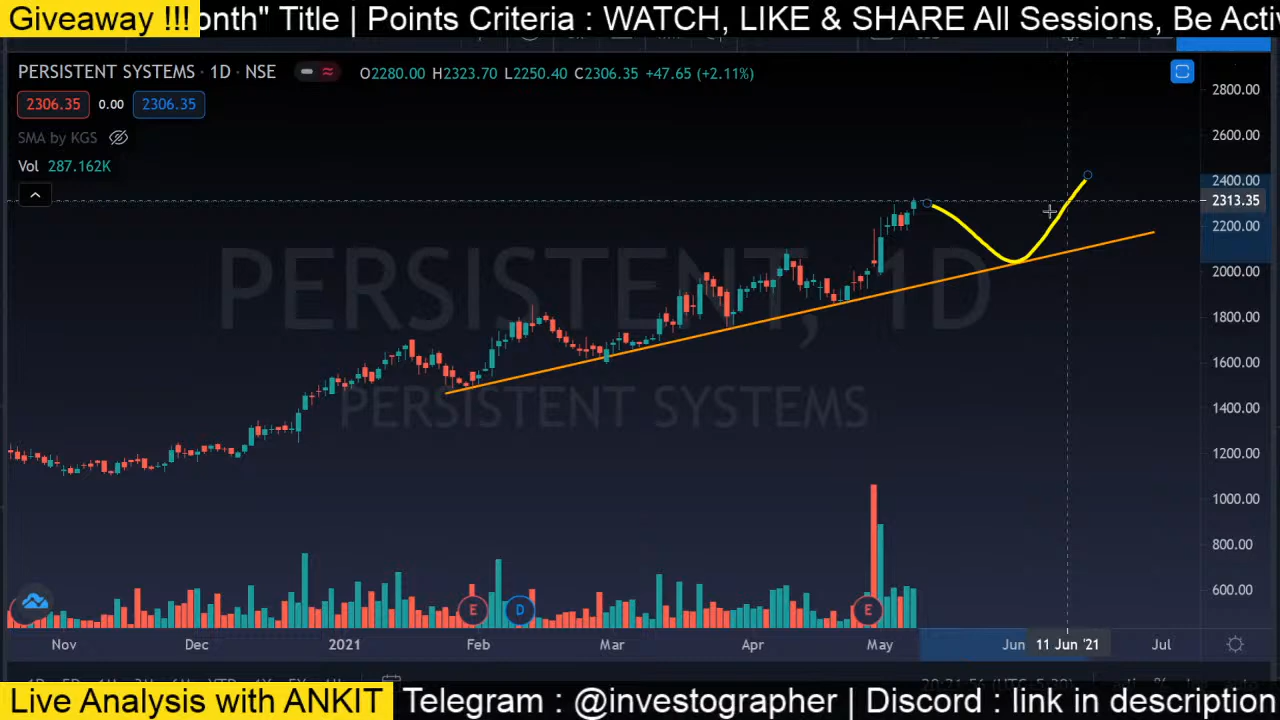 Giveaway !!! onth" Title | Points Criteria : WATCH, LIKE & SHARE All Sessions, Be Activ
PERSISTENT SYSTEMS · 1D · NSE O2280.00 H2323.70 L2250.40 C2306.35 +47.65 (+2.11%)
2306.35 0.00 2306.35
SMA by KGS
Vol 287.162K
PERSISTENT, 1D
PERSISTENT SYSTEMS
2800.00
2600.00
2400.00
2313.35
2200.00
2000.00
1800.00
1600.00
1400.00
1200.00
1000.00
800.00
600.00
E D E
Nov Dec 2021 Feb Mar Apr May Jun 11 Jun '21 Jul
Live Analysis with ANKIT Telegram : @investographer | Discord : link in description